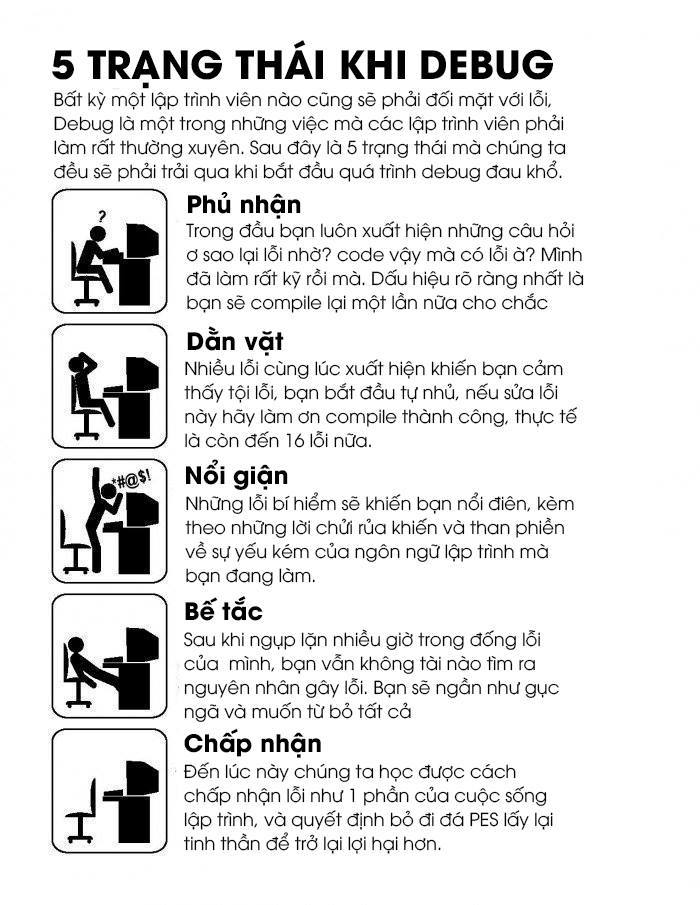 5 TRẠNG THÁI KHI DEBUG
Bất kỳ một lập trình viên nào cũng sẽ phải đối mặt với lỗi,
Debug là một trong những việc mà các lập trình viên phải
làm rất thường xuyên. Sau đây là 5 trạng thái mà chúng ta
đều sẽ phải trải qua khi bắt đầu quá trình debug đau khổ.
?
Phủ nhận
Trong đầu bạn luôn xuất hiện những câu hỏi
ơ sao lại lỗi nhờ? code vậy mà có lỗi à? Mình
đã làm rất kỹ rồi mà. Dấu hiệu rõ ràng nhất là
bạn sẽ compile lại một lần nữa cho chắc
Dằn vặt
Nhiều lỗi cùng lúc xuất hiện khiến bạn cảm
thấy tội lỗi, bạn bắt đầu tự nhủ, nếu sửa lỗi
này hãy làm ơn compile thành công, thực tế
là còn đến 16 lỗi nữa.
*#@$!
Nổi giận
Những lỗi bí hiểm sẽ khiến bạn nổi điên, kèm
theo những lời chửi rủa khiến và than phiền
về sự yếu kém của ngôn ngữ lập trình mà
bạn đang làm.
Bế tắc
Sau khi ngụp lặn nhiều giờ trong đống lỗi
của mình, bạn vẫn không tài nào tìm ra
nguyên nhân gây lỗi. Bạn sẽ ngần như gục
ngã và muốn từ bỏ tất cả
Chấp nhận
Đến lúc này chúng ta học được cách
chấp nhận lỗi như 1 phần của cuộc sống
lập trình, và quyết định bỏ đi đá PES lấy lại
tinh thần để trở lại lợi hại hơn.